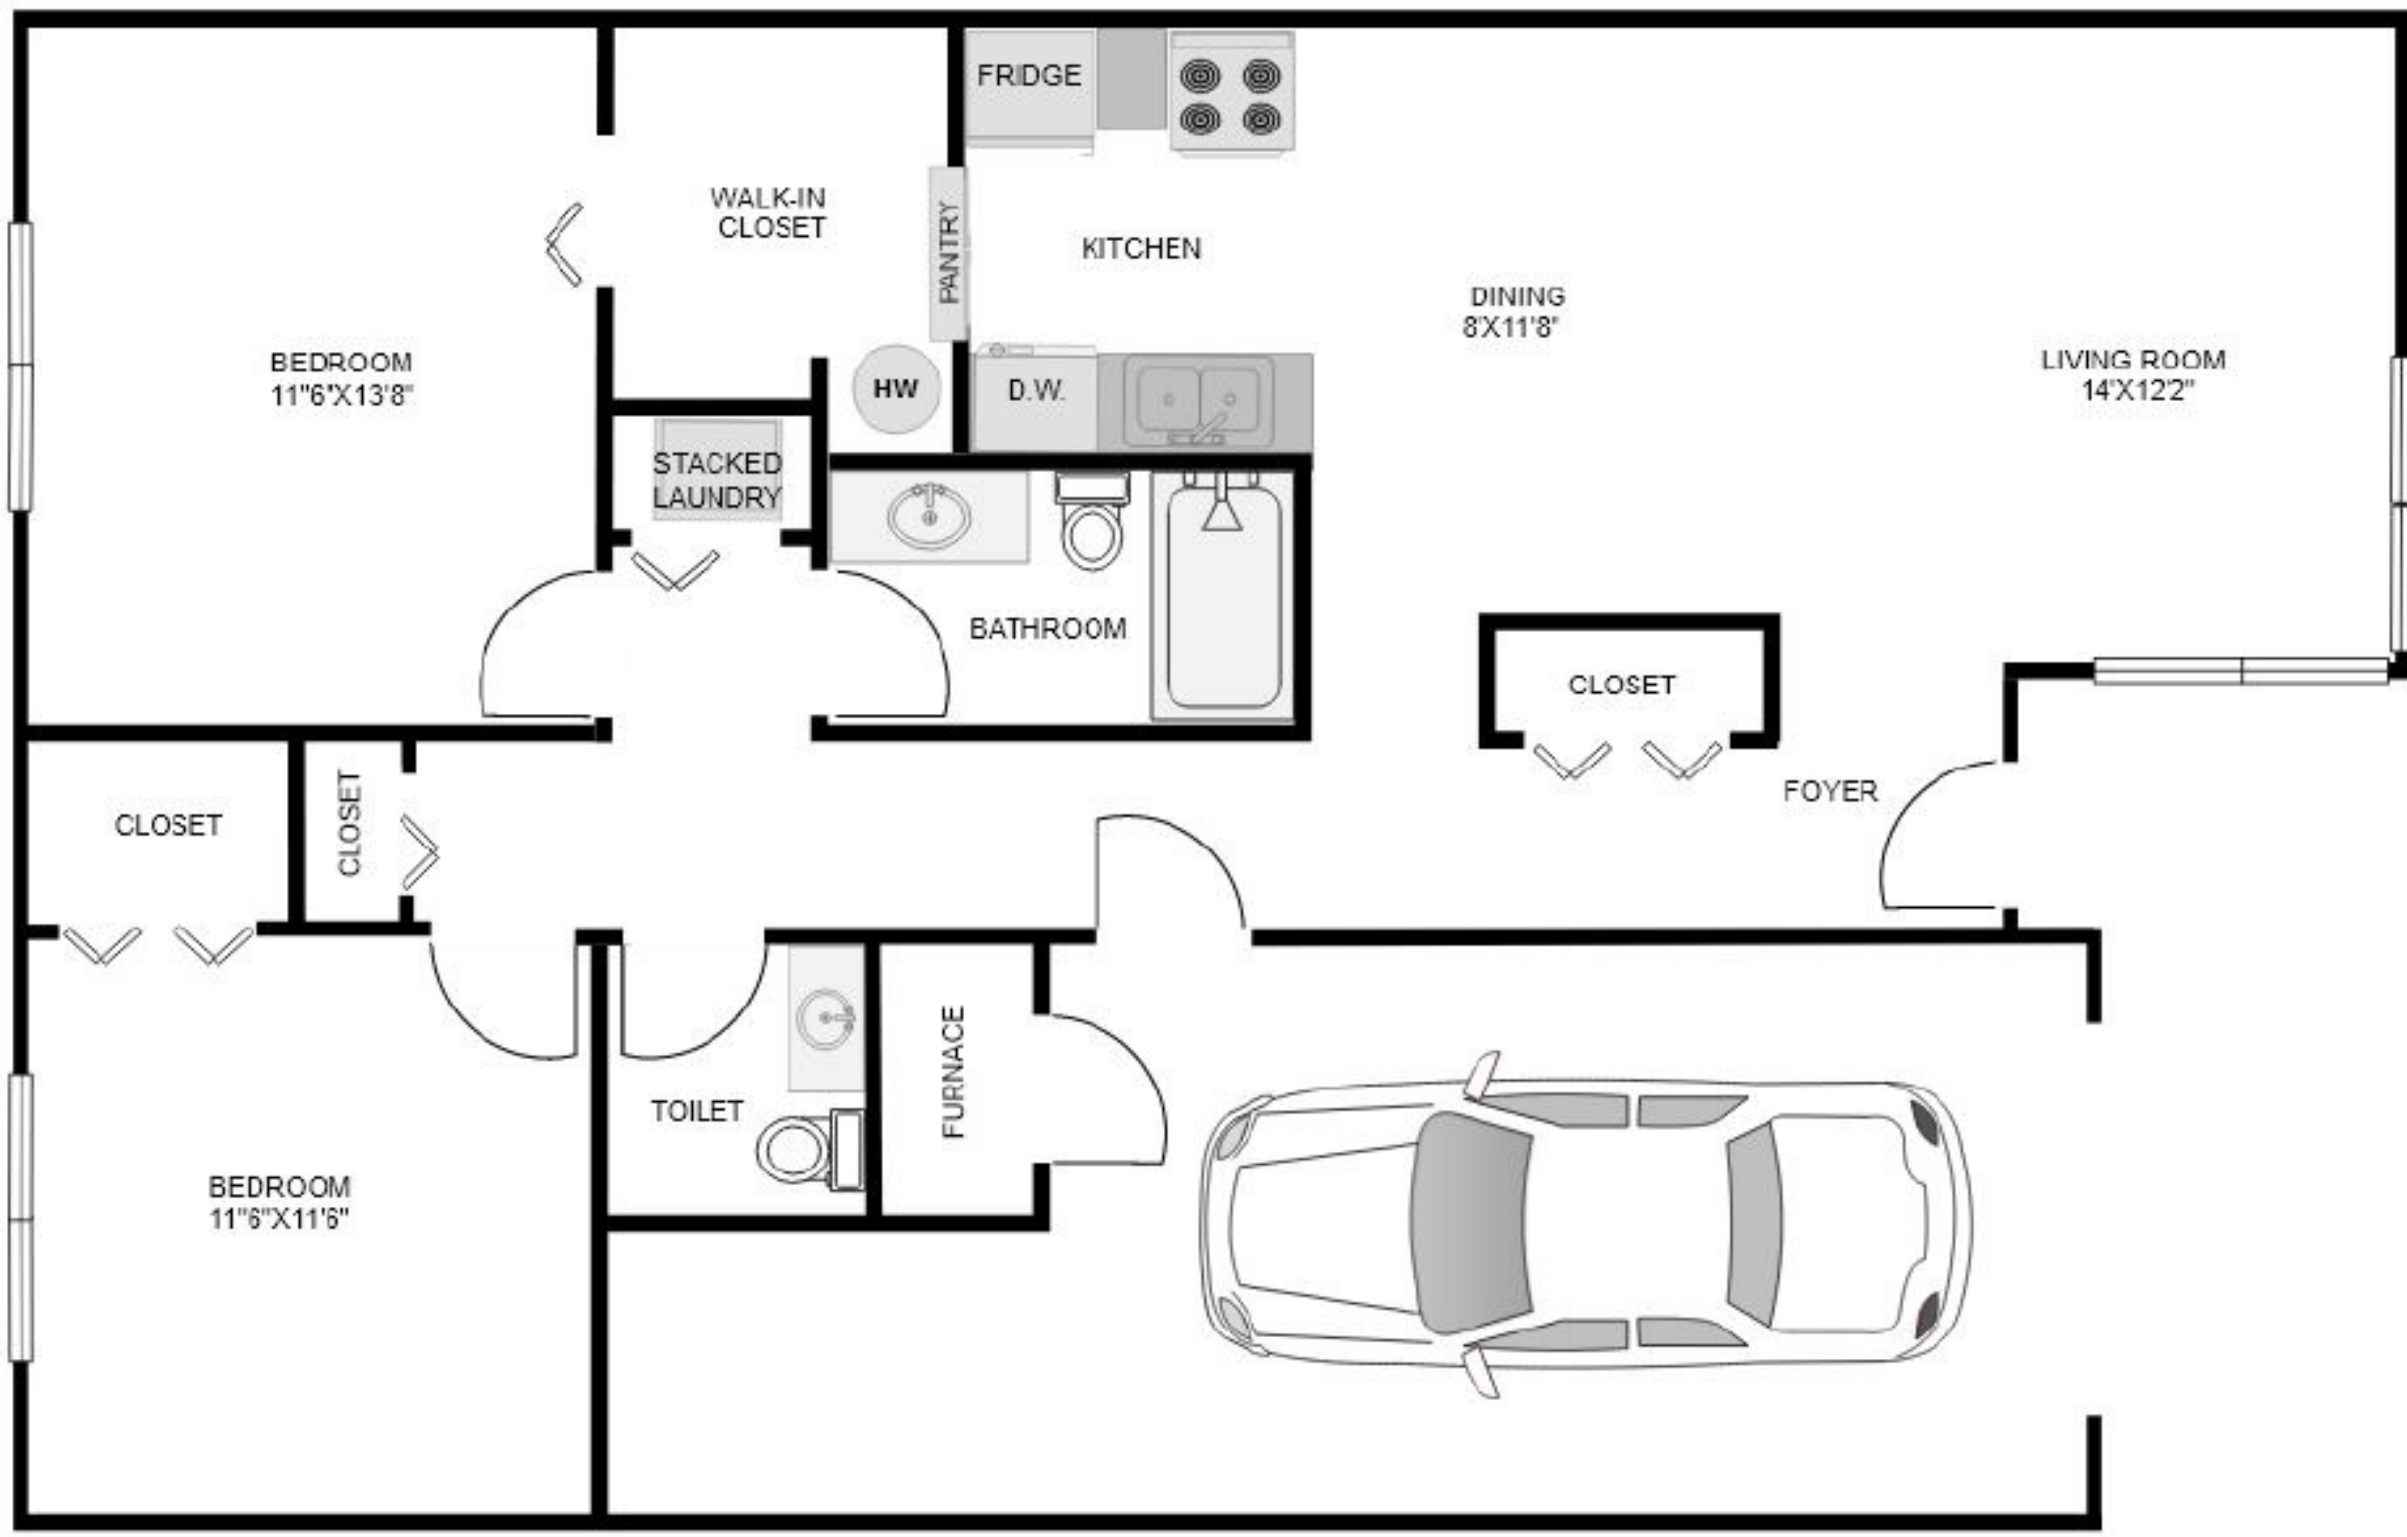 FRIDGE
WALK-IN
CLOSET
PANTRY
KITCHEN
DINING
8'X11'8"
BEDROOM
11"6"X13'8"
HW
D.W.
LIVING ROOM
14'X12'2"
STACKED
LAUNDRY
BATHROOM
CLOSET
FOYER
CLOSET
CLOSET
TOILET
FURNACE
BEDROOM
11"6"X11'6"